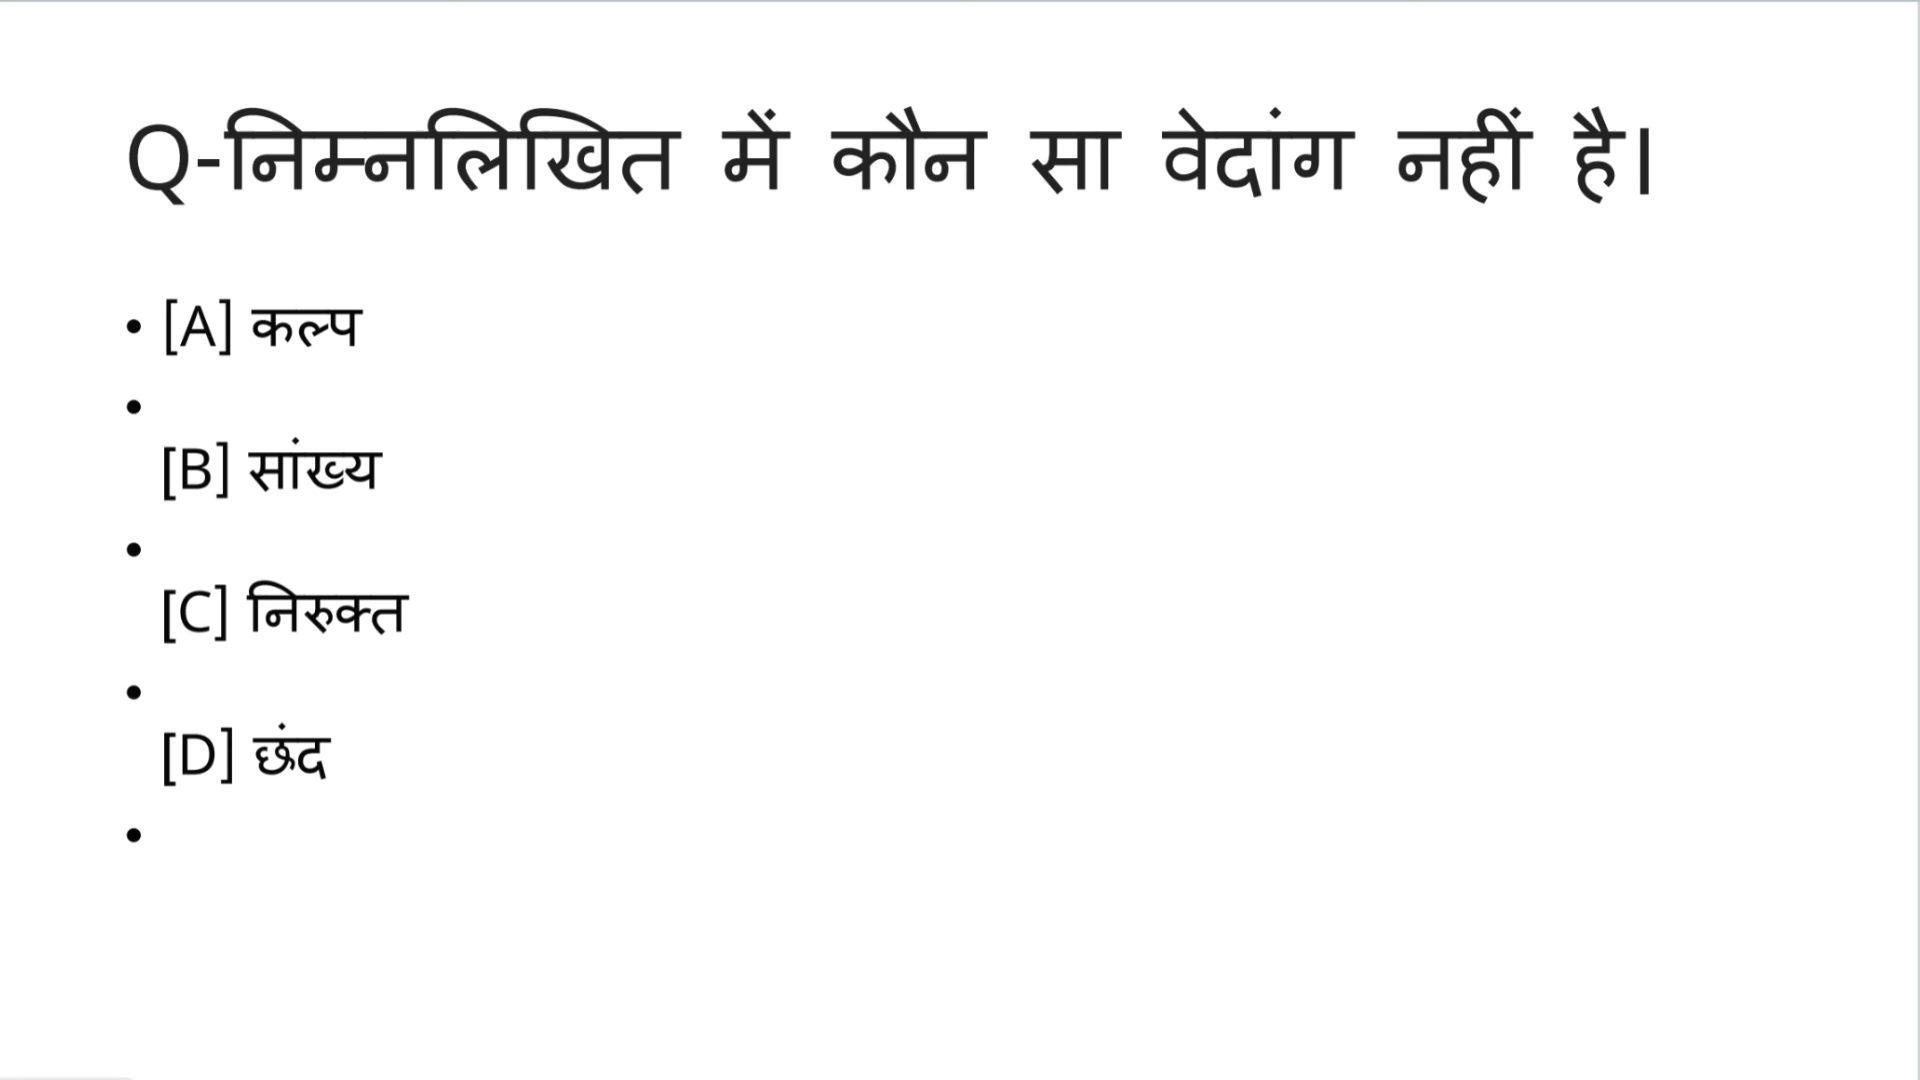 Q-निम्नलिखित में कौन सा वेदांग नहीं है।
• [A] कल्प
•
[B] सांख्य
•
[C] निरुक्त
•
[D] छंद
•